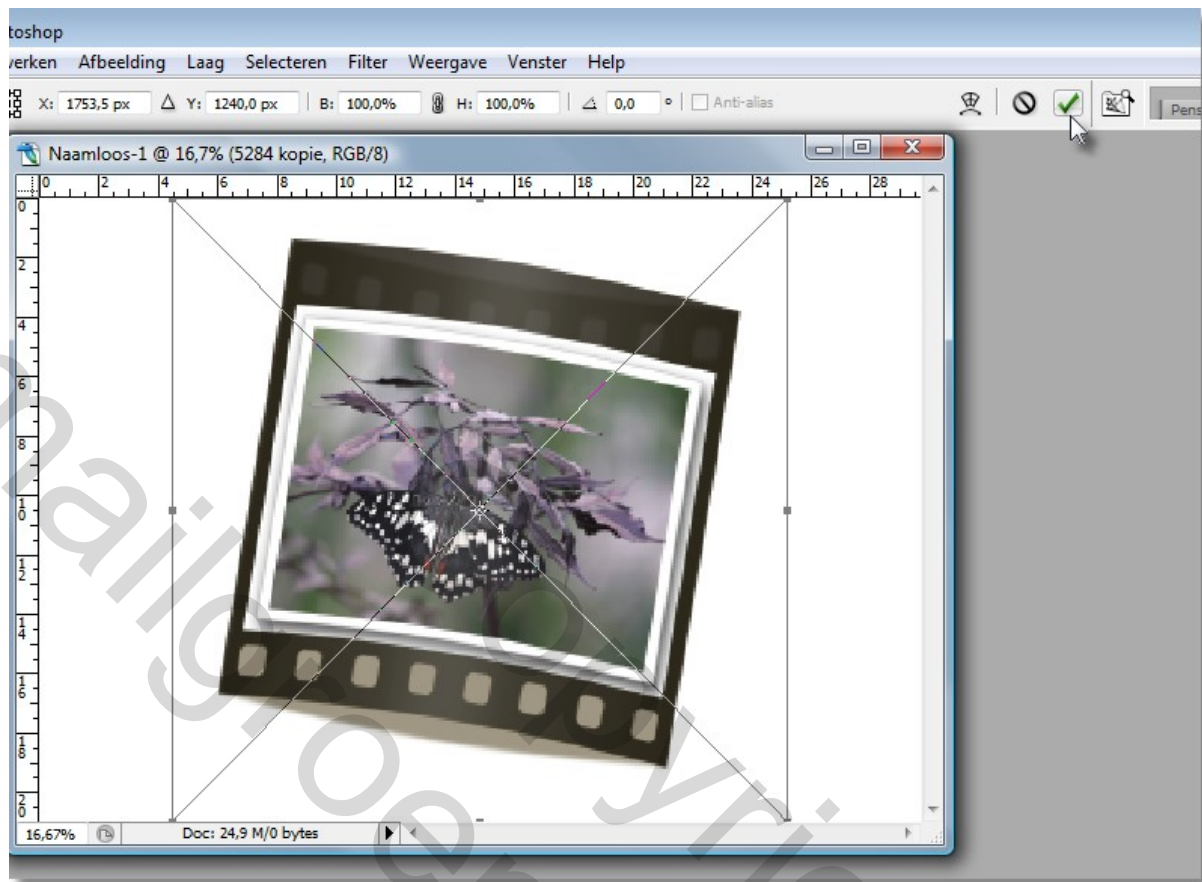 toshop
werken Afbeelding Laag Selecteren Filter Weergave Venster Help
X: 1753,5 px Y: 1240,0 px B: 100,0% H: 100,0% 0,0 ° Anti-alias Pens
Naamloos-1 @ 16,7% (5284 kopie, RGB/8)
0 2 4 6 8 10 12 14 16 18 20 22 24 26 28
0
2
4
6
8
10
12
14
16
18
20
16,67% Doc: 24,9 M/0 bytes